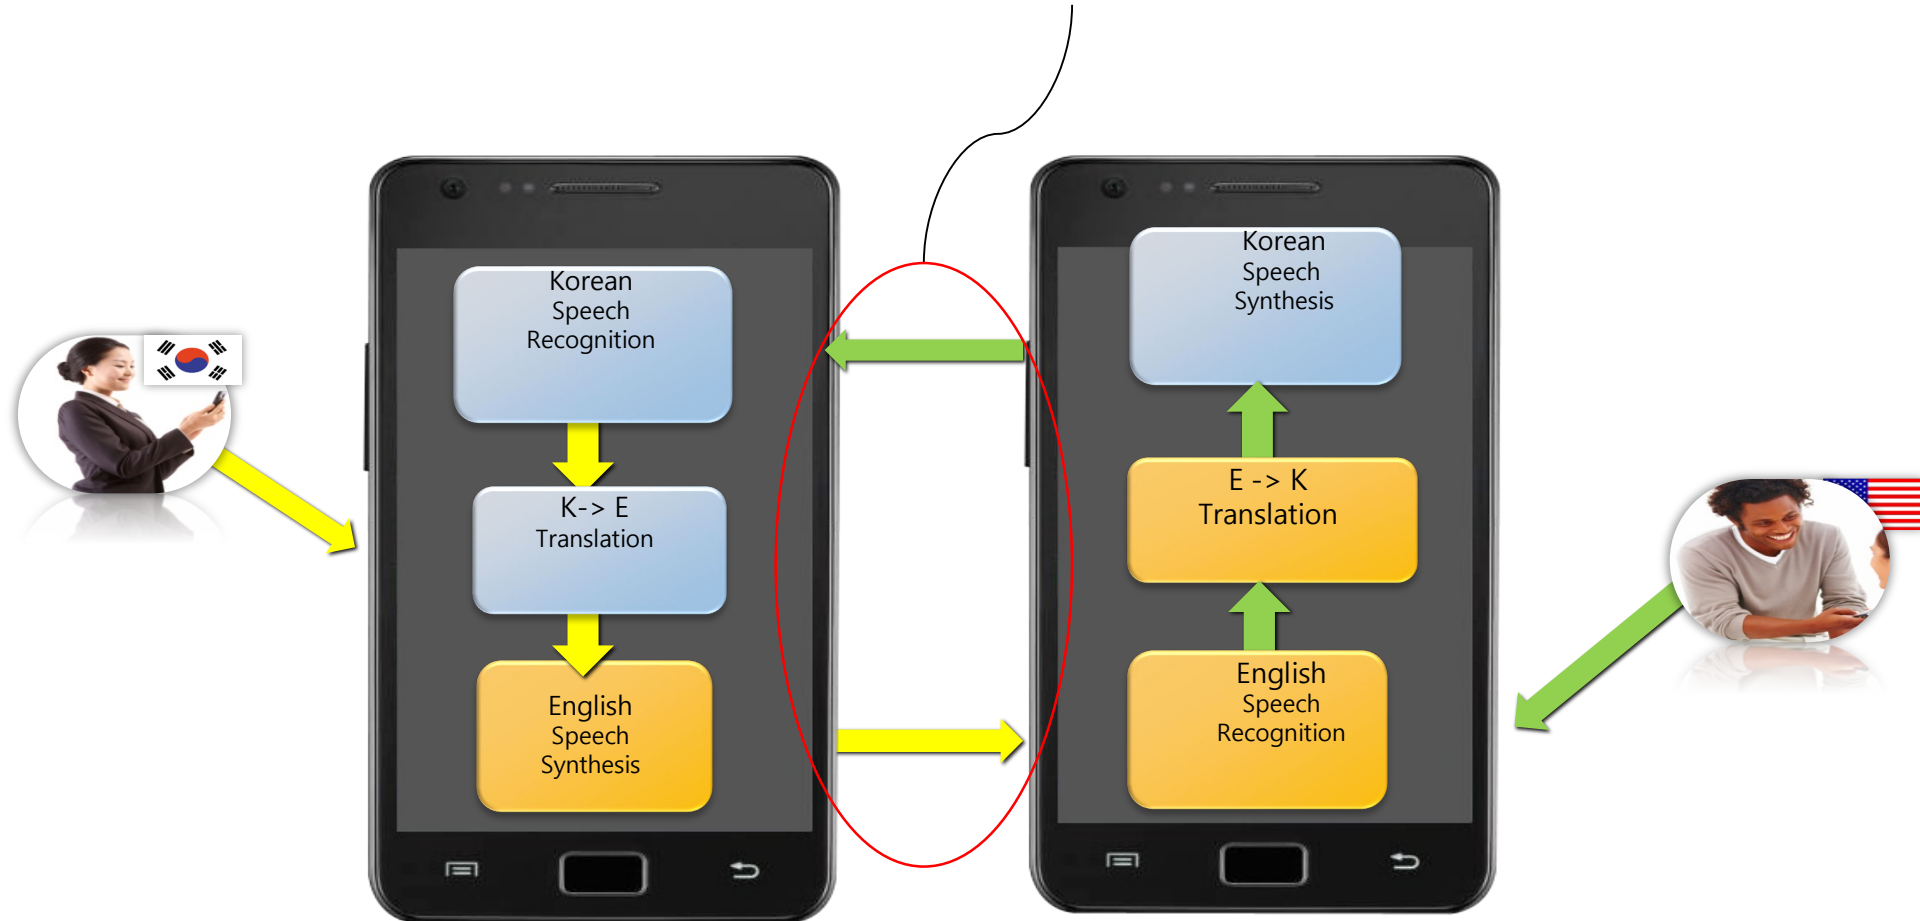 Korean
Speech
Recognition
K-> E
Translation
English
Speech
Synthesis
Korean
Speech
Synthesis
E -> K
Translation
English
Speech
Recognition